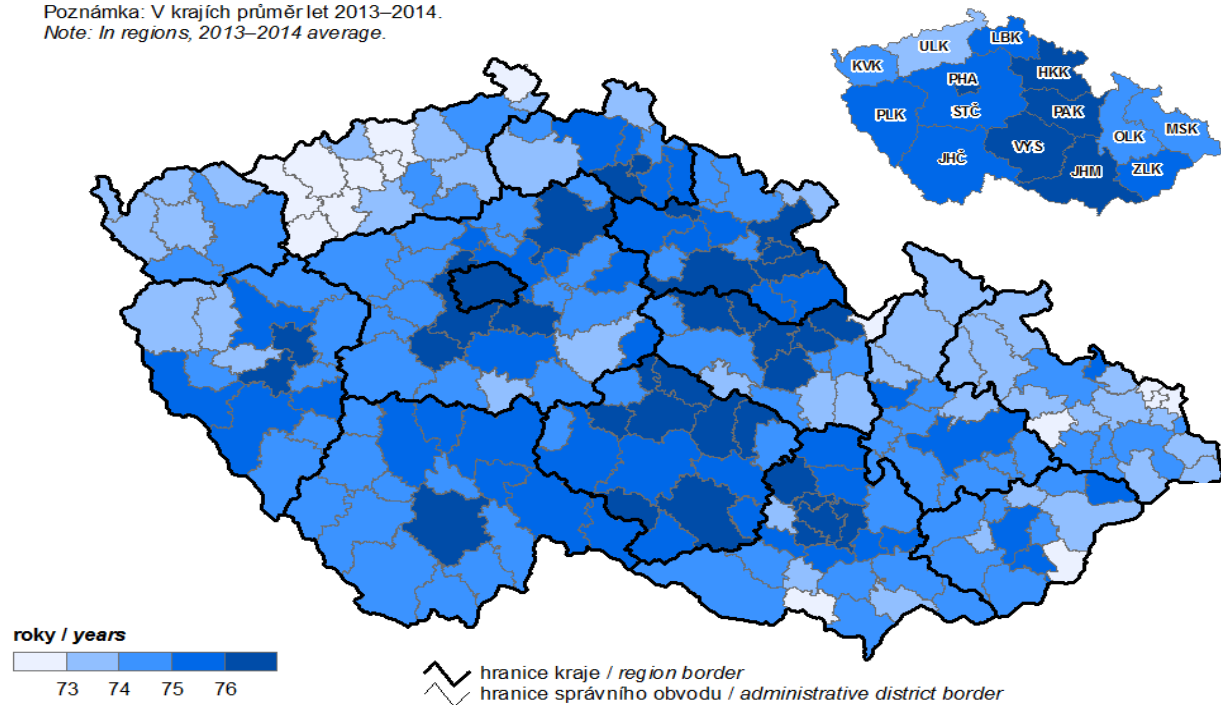 Poznámka: V krajích průměr let 2013–2014.
Note: In regions, 2013–2014 average.
ULK
LBK
KVK
HKK
PHA
PLK
STČ
PAK
OLK
MSK
VYS
JHČ
JHM
ZLK
roky / years
73 74 75 76
hranice kraje / region border
hranice správního obvodu / administrative district border